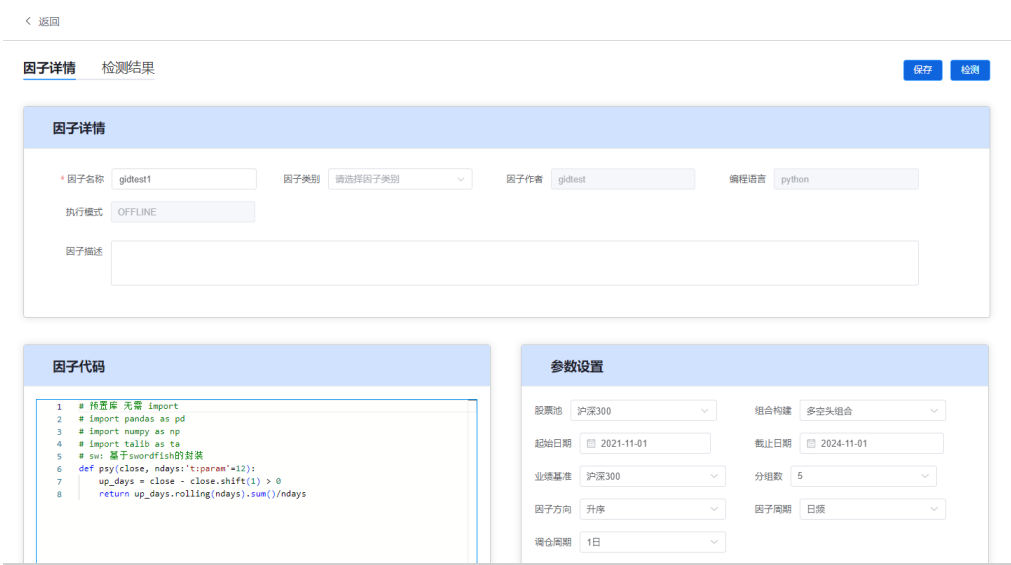 返回
因子详情 检测结果 保存 检测
因子详情
* 因子名称 gidtest1 因子类别 请选择因子类别 因子作者 gidtest 编程语言 python
执行模式 OFFLINE
因子描述
因子代码
1 # 预置库 无需 import
2 # import pandas as pd
3 # import numpy as np
4 # import talib as ta
5 # sw: 基于swordfish的封装
6 def psy(close, ndays:'t:param'=12):
7 up_days = close - close.shift(1) > 0
8 return up_days.rolling(ndays).sum()/ndays
参数设置
股票池 沪深300 组合构建 多空头组合
起始日期 2021-11-01 截止日期 2024-11-01
业绩基准 沪深300 分组数 5
因子方向 升序 因子周期 日频
调仓周期 1日